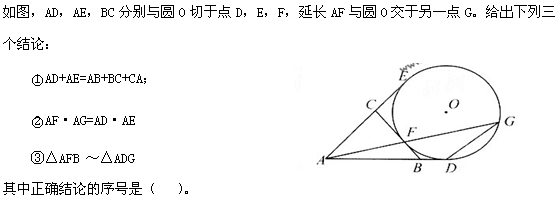 如图，AD，AE，BC分别与圆O切于点D，E，F，延长AF与圆O交于另一点G。给出下列三
个结论：
①AD+AE=AB+BC+CA；
②AF·AG=AD·AE
③△AFB ～△ADG
其中正确结论的序号是（ ）。
E
C
O
F
G
A
B
D